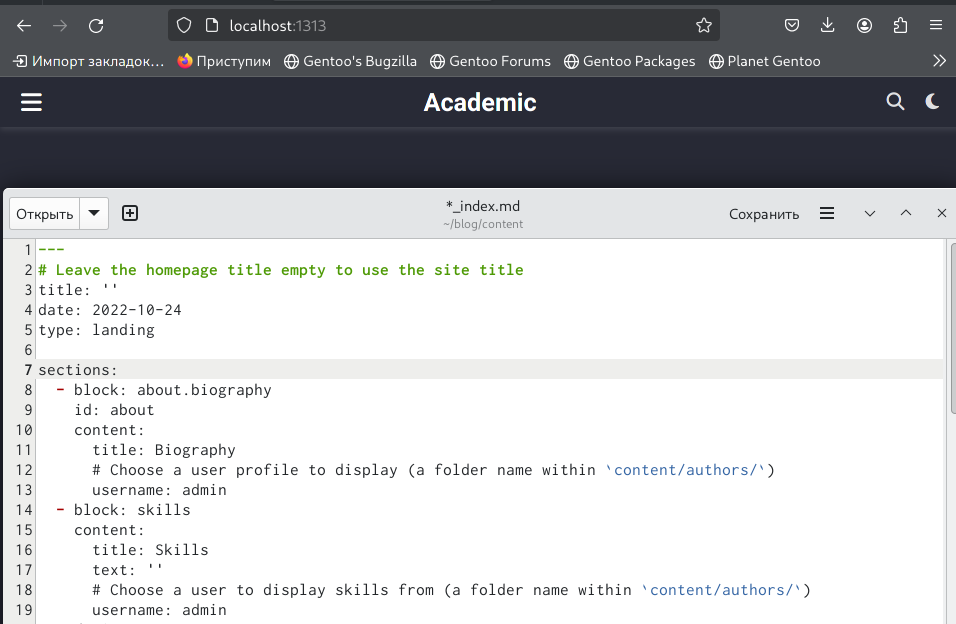 localhost:1313
Импорт закладок… Приступим Gentoo's Bugzilla Gentoo Forums Gentoo Packages Planet Gentoo
Academic
Открыть *_index.md Сохранить
~/blog/content
1 ---
2 # Leave the homepage title empty to use the site title
3 title: ''
4 date: 2022-10-24
5 type: landing
6
7 sections:
8 - block: about.biography
9 id: about
10 content:
11 title: Biography
12 # Choose a user profile to display (a folder name within `content/authors/`)
13 username: admin
14 - block: skills
15 content:
16 title: Skills
17 text: ''
18 # Choose a user to display skills from (a folder name within `content/authors/`)
19 username: admin